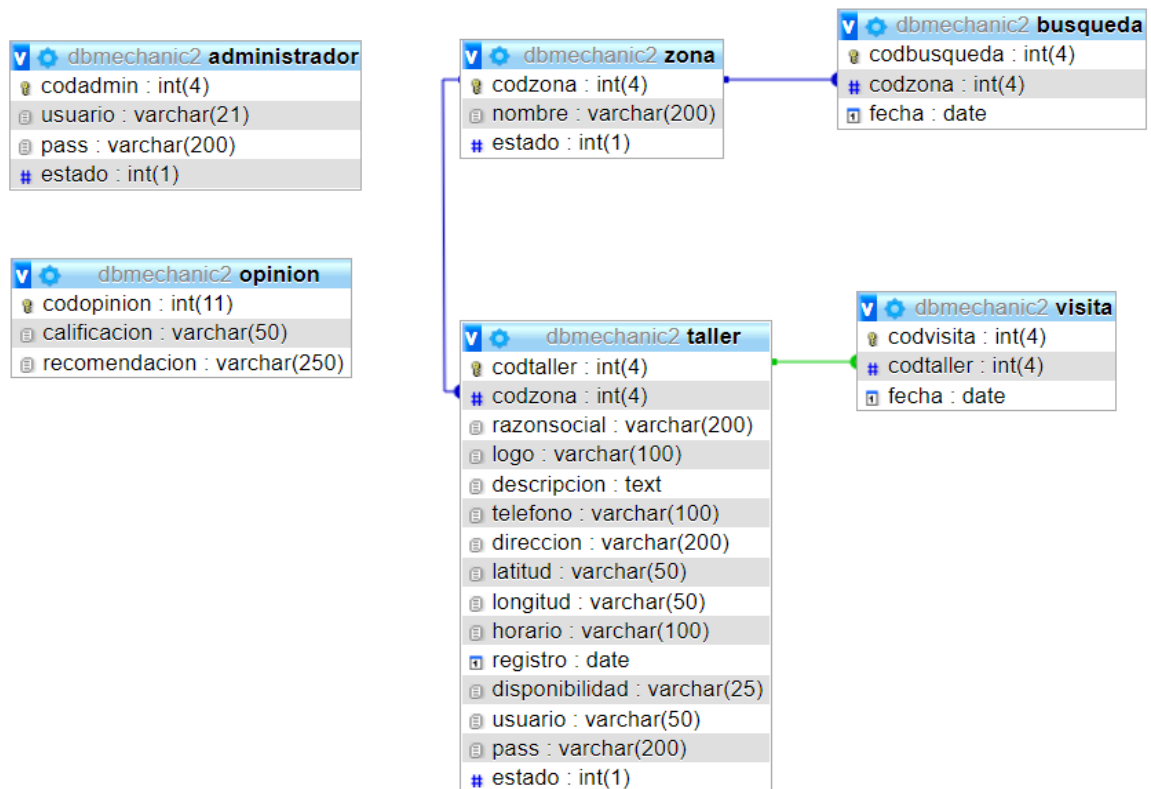 dbmechanic2 administrador
codadmin : int(4)
usuario : varchar(21)
pass : varchar(200)
estado : int(1)
dbmechanic2 zona
codzona : int(4)
nombre : varchar(200)
estado : int(1)
dbmechanic2 busqueda
codbusqueda : int(4)
codzona : int(4)
fecha : date
dbmechanic2 opinion
codopinion : int(11)
calificacion : varchar(50)
recomendacion : varchar(250)
dbmechanic2 taller
codtaller : int(4)
codzona : int(4)
razonsocial : varchar(200)
logo : varchar(100)
descripcion : text
telefono : varchar(100)
direccion : varchar(200)
latitud : varchar(50)
longitud : varchar(50)
horario : varchar(100)
registro : date
disponibilidad : varchar(25)
usuario : varchar(50)
pass : varchar(200)
estado : int(1)
dbmechanic2 visita
codvisita : int(4)
codtaller : int(4)
fecha : date